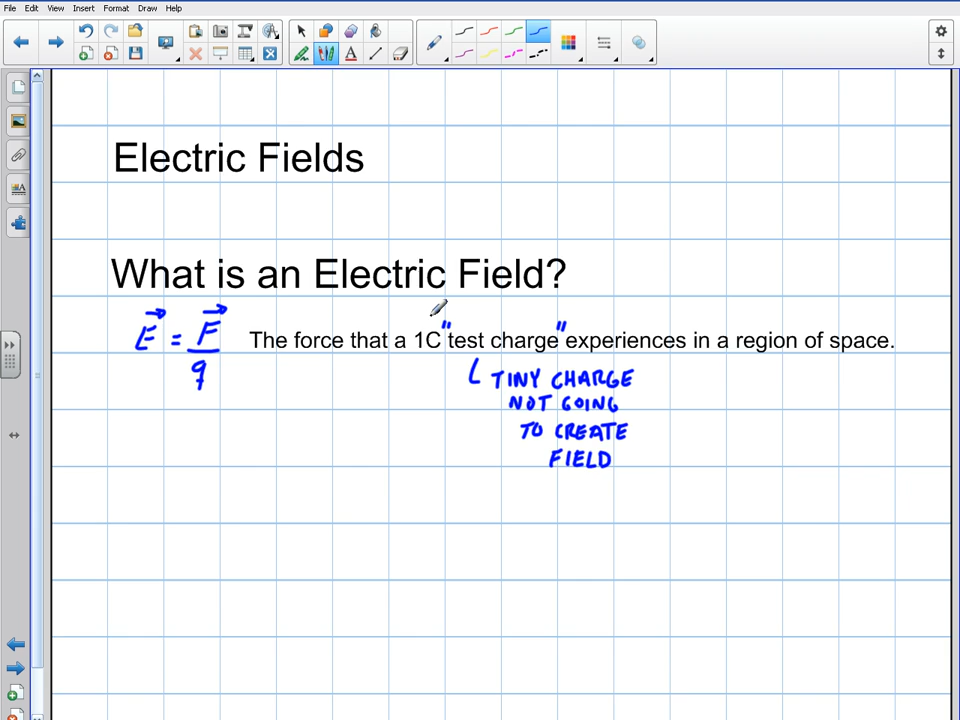 File Edit View Insert Format Draw Help
Electric Fields
What is an Electric Field?
E = F/q The force that a 1C "test charge" experiences in a region of space.
TINY CHARGE
NOT GOING
TO CREATE
FIELD